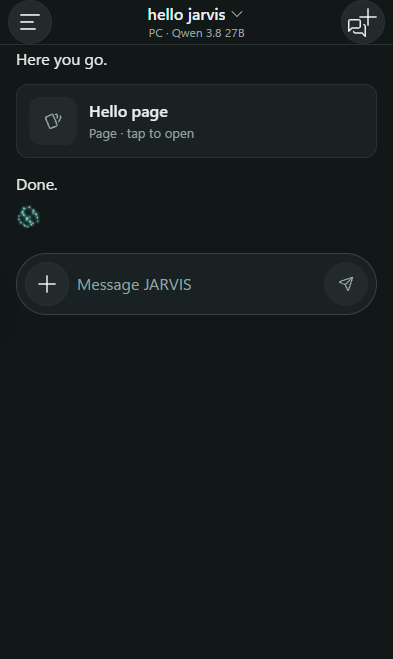 hello jarvis
PC · Qwen 3.8 27B
Here you go.
Hello page
Page · tap to open
Done.
Message JARVIS